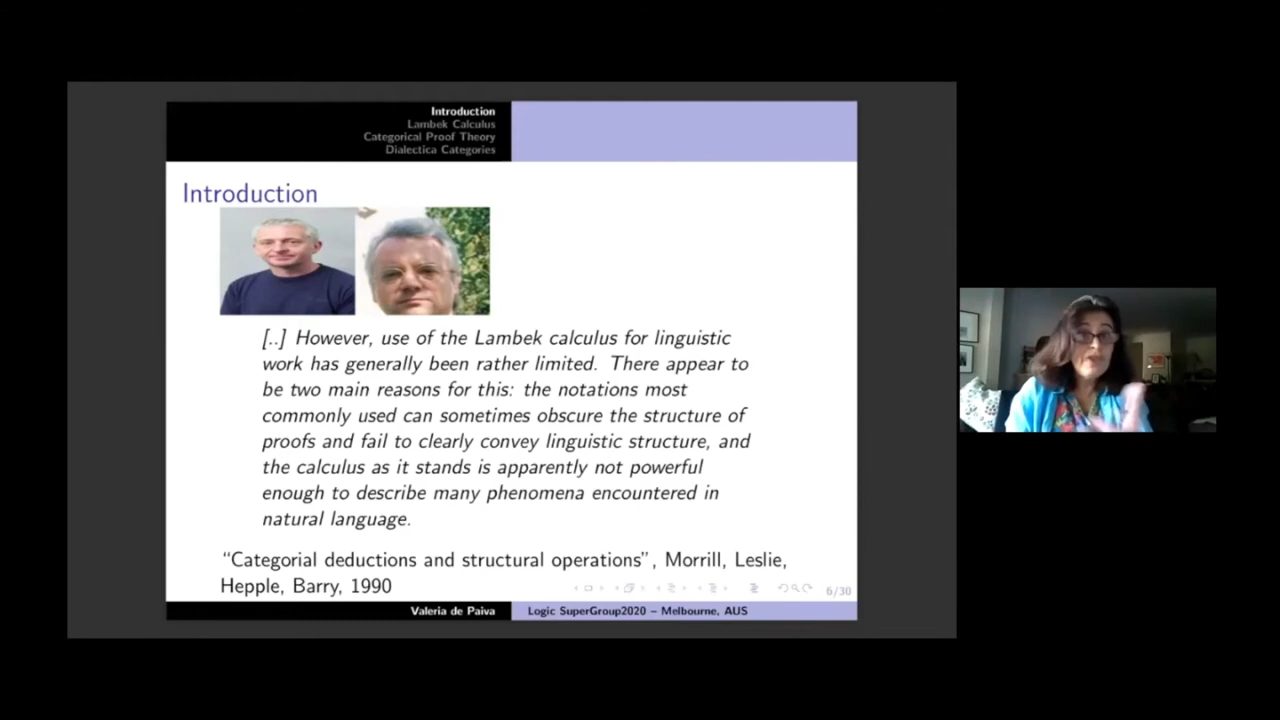 Introduction
Lambek Calculus
Categorical Proof Theory
Dialectica Categories
Introduction
[..] However, use of the Lambek calculus for linguistic
work has generally been rather limited. There appear to
be two main reasons for this: the notations most
commonly used can sometimes obscure the structure of
proofs and fail to clearly convey linguistic structure, and
the calculus as it stands is apparently not powerful
enough to describe many phenomena encountered in
natural language.
“Categorial deductions and structural operations”, Morrill, Leslie,
Hepple, Barry, 1990
6/30
Valeria de Paiva
Logic SuperGroup2020 – Melbourne, AUS